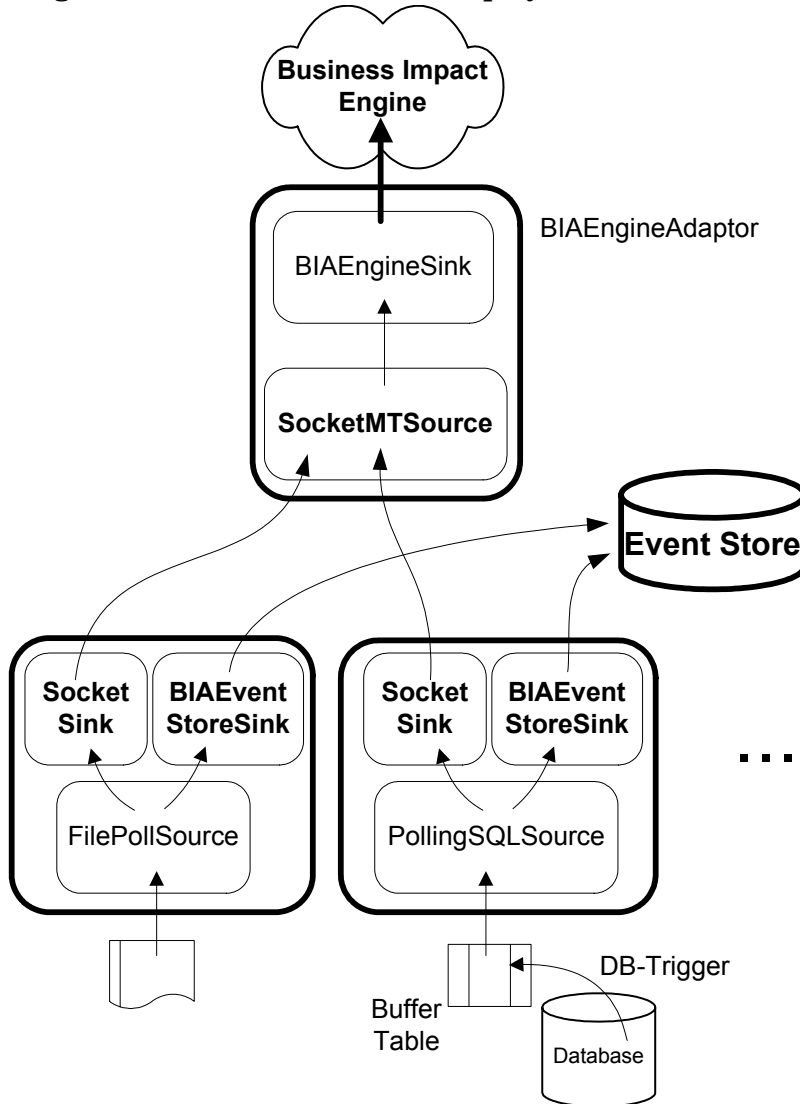 Business Impact
Engine
BIAEngineAdaptor
BIAEngineSink
SocketMTSource
Event Store
Socket
Sink
BIAEvent
StoreSink
Socket
Sink
BIAEvent
StoreSink
...
FilePollSource
PollingSQLSource
DB-Trigger
Buffer
Table
Database